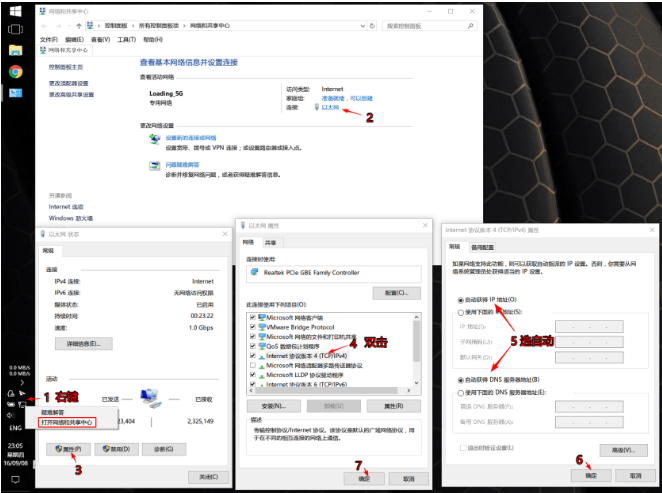 网络和共享中心
控制面板 › 所有控制面板项 › 网络和共享中心
搜索控制面板
文件(F) 编辑(E) 查看(V) 工具(T) 帮助(H)
网络和共享中心
控制面板主页
更改适配器设置
更改高级共享设置
查看基本网络信息并设置连接
查看活动网络
Loading_5G
专用网络
访问类型: Internet
家庭组: 准备就绪，可以创建
连接: 以太网
2
更改网络设置
设置新的连接或网络
设置宽带、拨号或 VPN 连接；或设置路由器或接入点。
问题疑难解答
诊断并修复网络问题，或者获得疑难解答信息。
另请参阅
Internet 选项
Windows 防火墙
以太网 状态
常规
连接
IPv4 连接: Internet
IPv6 连接: 无网络访问权限
媒体状态: 已启用
持续时间: 00:23:22
速度: 1.0 Gbps
详细信息(E)...
活动
已发送 — — 已接收
23,404 2,325,149
属性(P) 禁用(D) 诊断(G)
3
关闭(C)
0.0 MB/s
0.0 MB/s
1 右键
疑难解答
打开网络和共享中心
ENG
23:05
星期四
16/09/08
以太网 属性
网络 共享
连接时使用:
Realtek PCIe GBE Family Controller
配置(C)...
此连接使用下列项目(O):
Microsoft 网络客户端
VMware Bridge Protocol
Microsoft 网络的文件和打印机共享
QoS 数据包计划程序
Internet 协议版本 4 (TCP/IPv4)
Microsoft 网络适配器多路传送器协议
Microsoft LLDP 协议驱动程序
Internet 协议版本 6 (TCP/IPv6)
4 双击
安装(N)... 卸载(U) 属性(R)
描述
传输控制协议/Internet 协议。该协议是默认的广域网络协议，用
于在不同的相互连接的网络上通信。
7
确定 取消
Internet 协议版本 4 (TCP/IPv4) 属性
常规 备用配置
如果网络支持此功能，则可以获取自动指派的 IP 设置。否则，你需要从网
络系统管理员处获得适当的 IP 设置。
自动获得 IP 地址(O)
使用下面的 IP 地址(S):
IP 地址(I):
子网掩码(U):
默认网关(D):
5 选自动
自动获得 DNS 服务器地址(B)
使用下面的 DNS 服务器地址(E):
首选 DNS 服务器(P):
备用 DNS 服务器(A):
退出时验证设置(L)
高级(V)...
6
确定 取消